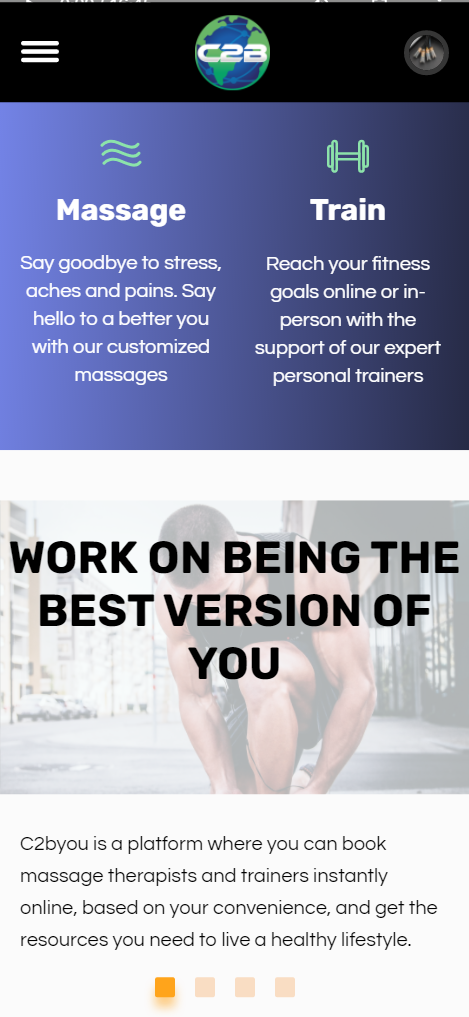 C2B
Massage
Say goodbye to stress,
aches and pains. Say
hello to a better you
with our customized
massages
Train
Reach your fitness
goals online or in-
person with the
support of our expert
personal trainers
WORK ON BEING THE
BEST VERSION OF
YOU
C2byou is a platform where you can book
massage therapists and trainers instantly
online, based on your convenience, and get the
resources you need to live a healthy lifestyle.